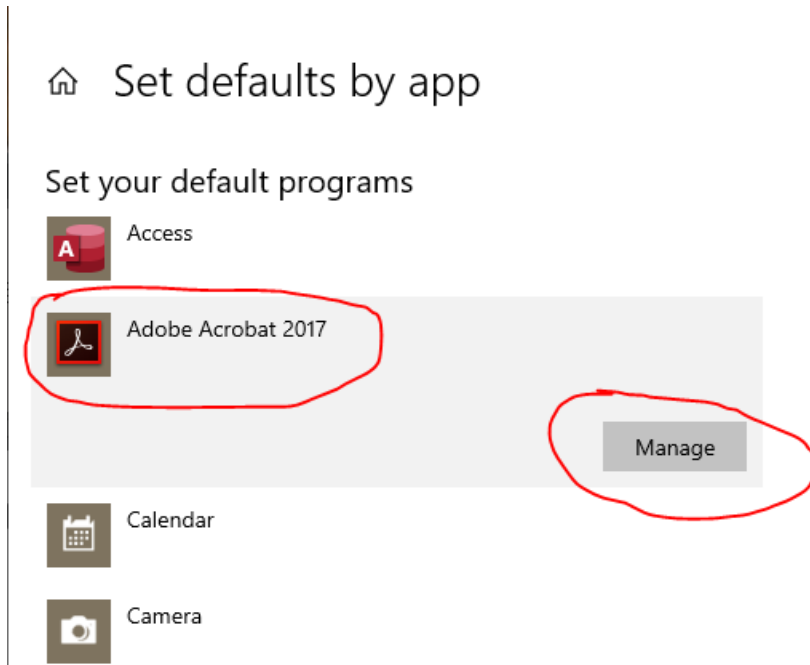 Set defaults by app
Set your default programs
A
Access
Adobe Acrobat 2017
Manage
Calendar
Camera